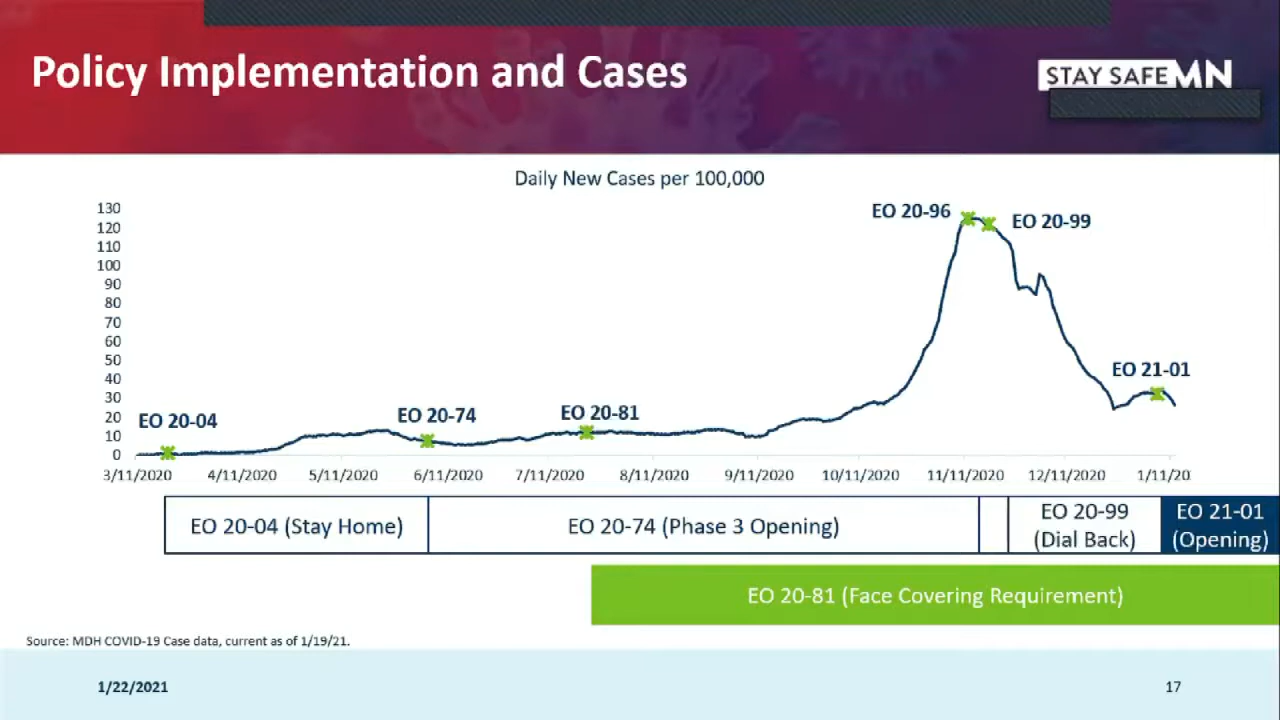 Policy Implementation and Cases
STAY SAFE MN
Daily New Cases per 100,000
130
120
110
100
90
80
70
60
50
40
30
20
10
0
EO 20-04
EO 20-74
EO 20-81
EO 20-96
EO 20-99
EO 21-01
3/11/2020 4/11/2020 5/11/2020 6/11/2020 7/11/2020 8/11/2020 9/11/2020 10/11/2020 11/11/2020 12/11/2020 1/11/20
EO 20-04 (Stay Home)
EO 20-74 (Phase 3 Opening)
EO 20-99
(Dial Back)
EO 21-01
(Opening)
EO 20-81 (Face Covering Requirement)
Source: MDH COVID-19 Case data, current as of 1/19/21.
1/22/2021
17